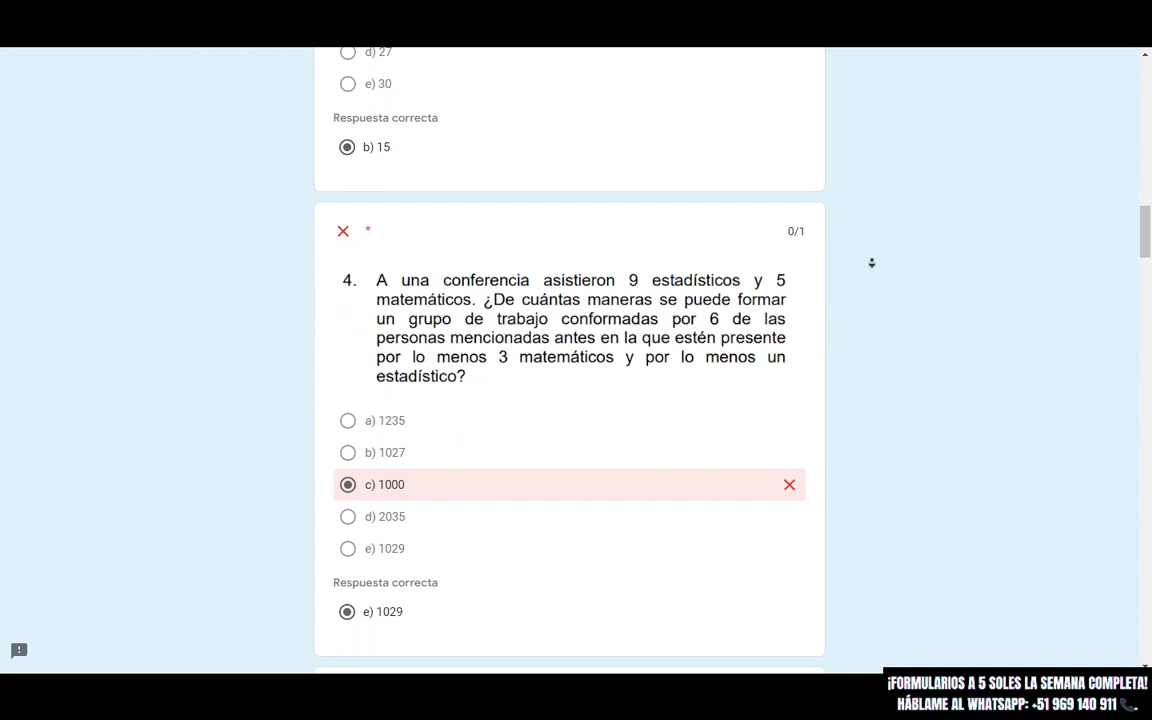 d) 27
e) 30
Respuesta correcta
b) 15
* 0/1
4. A una conferencia asistieron 9 estadísticos y 5
matemáticos. ¿De cuántas maneras se puede formar
un grupo de trabajo conformadas por 6 de las
personas mencionadas antes en la que estén presente
por lo menos 3 matemáticos y por lo menos un
estadístico?
a) 1235
b) 1027
c) 1000
d) 2035
e) 1029
Respuesta correcta
e) 1029
¡FORMULARIOS A 5 SOLES LA SEMANA COMPLETA!
HÁBLAME AL WHATSAPP: +51 969 140 911 📞.